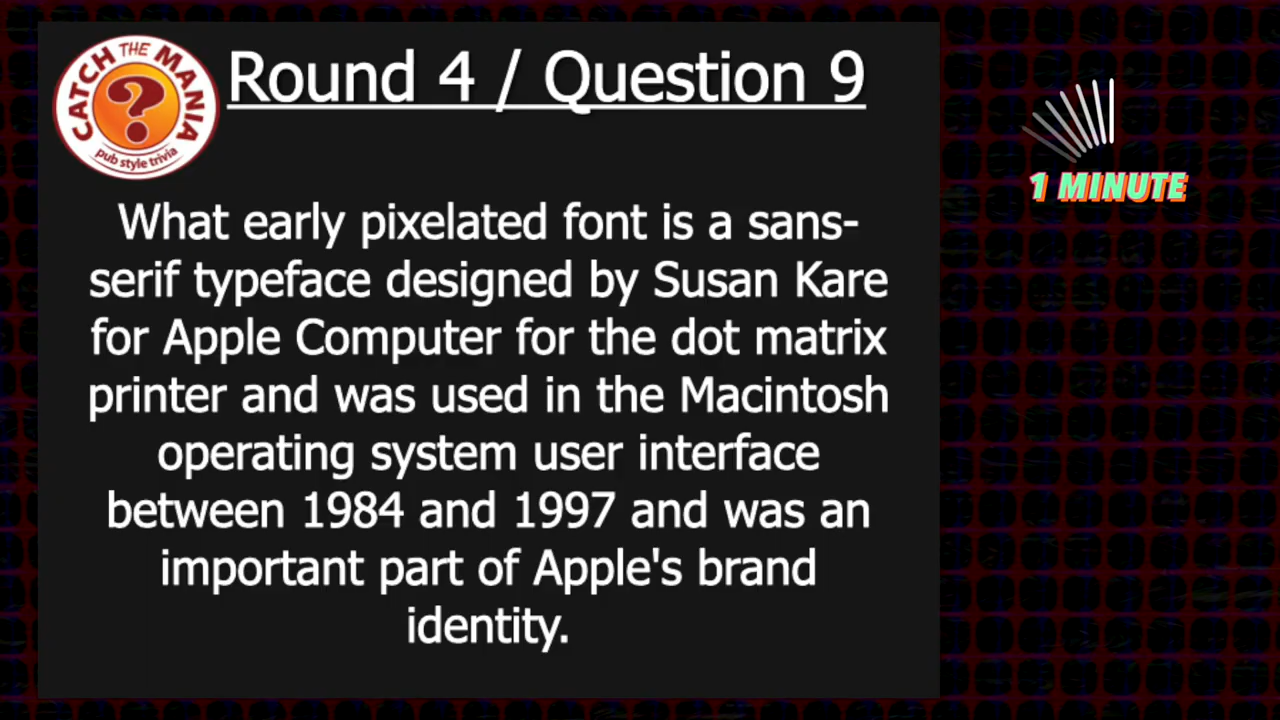 CATCH THE MANIA
?
pub style trivia
Round 4 / Question 9
1 MINUTE
What early pixelated font is a sans-
serif typeface designed by Susan Kare
for Apple Computer for the dot matrix
printer and was used in the Macintosh
operating system user interface
between 1984 and 1997 and was an
important part of Apple's brand
identity.